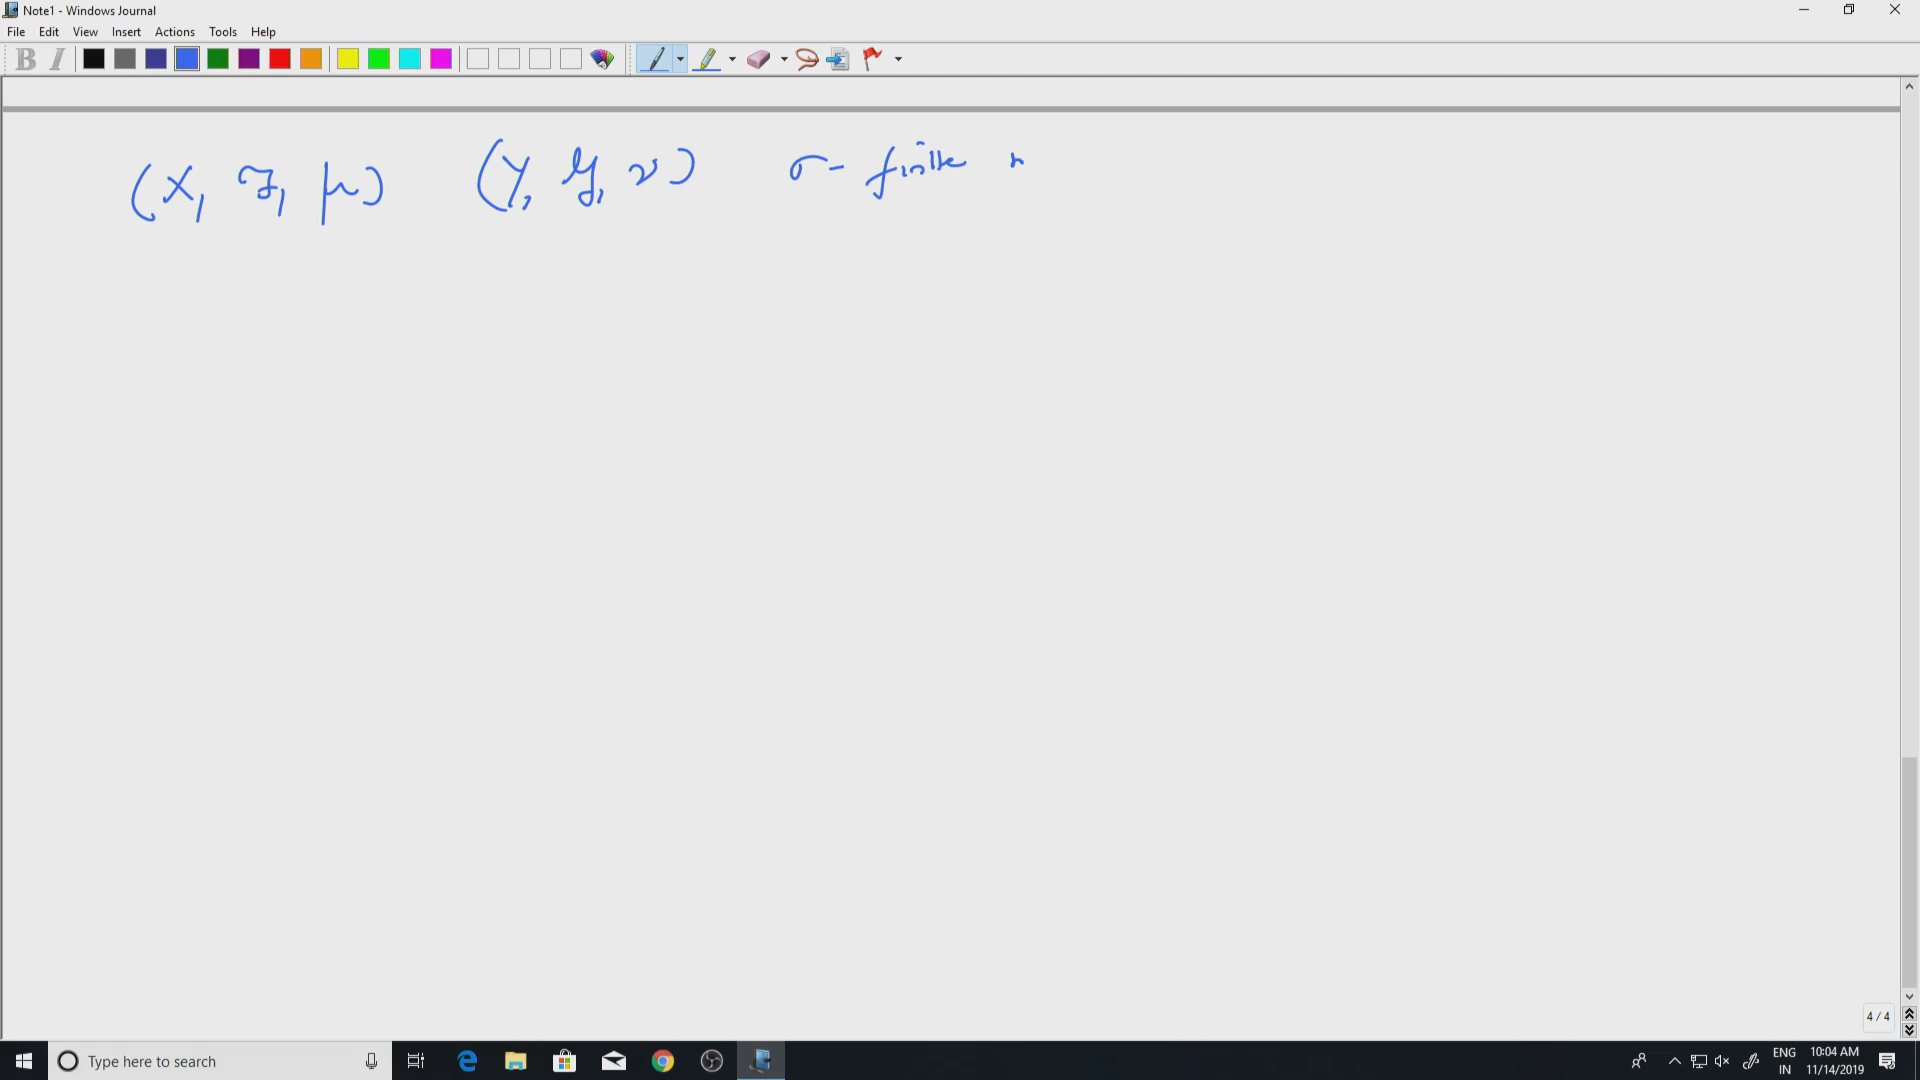 Note1 - Windows Journal
File Edit View Insert Actions Tools Help
B I
(X, ℱ, μ) (Y, 𝒢, ν) σ- finite
4 / 4
Type here to search
ENG 10:04 AM
IN 11/14/2019